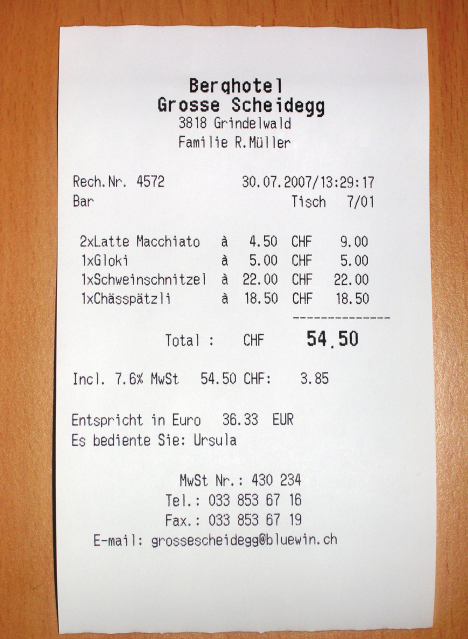 Berghotel
Grosse Scheidegg
3818 Grindelwald
Familie R.Müller
Rech.Nr. 4572 30.07.2007/13:29:17
Bar Tisch 7/01
2xLatte Macchiato à 4.50 CHF 9.00
1xGloki à 5.00 CHF 5.00
1xSchweinschnitzel à 22.00 CHF 22.00
1xChässpätzli à 18.50 CHF 18.50
--------------
Total : CHF 54.50
Incl. 7.6% MwSt 54.50 CHF: 3.85
Entspricht in Euro 36.33 EUR
Es bediente Sie: Ursula
MwSt Nr.: 430 234
Tel.: 033 853 67 16
Fax.: 033 853 67 19
E-mail: grossescheidegg@bluewin.ch